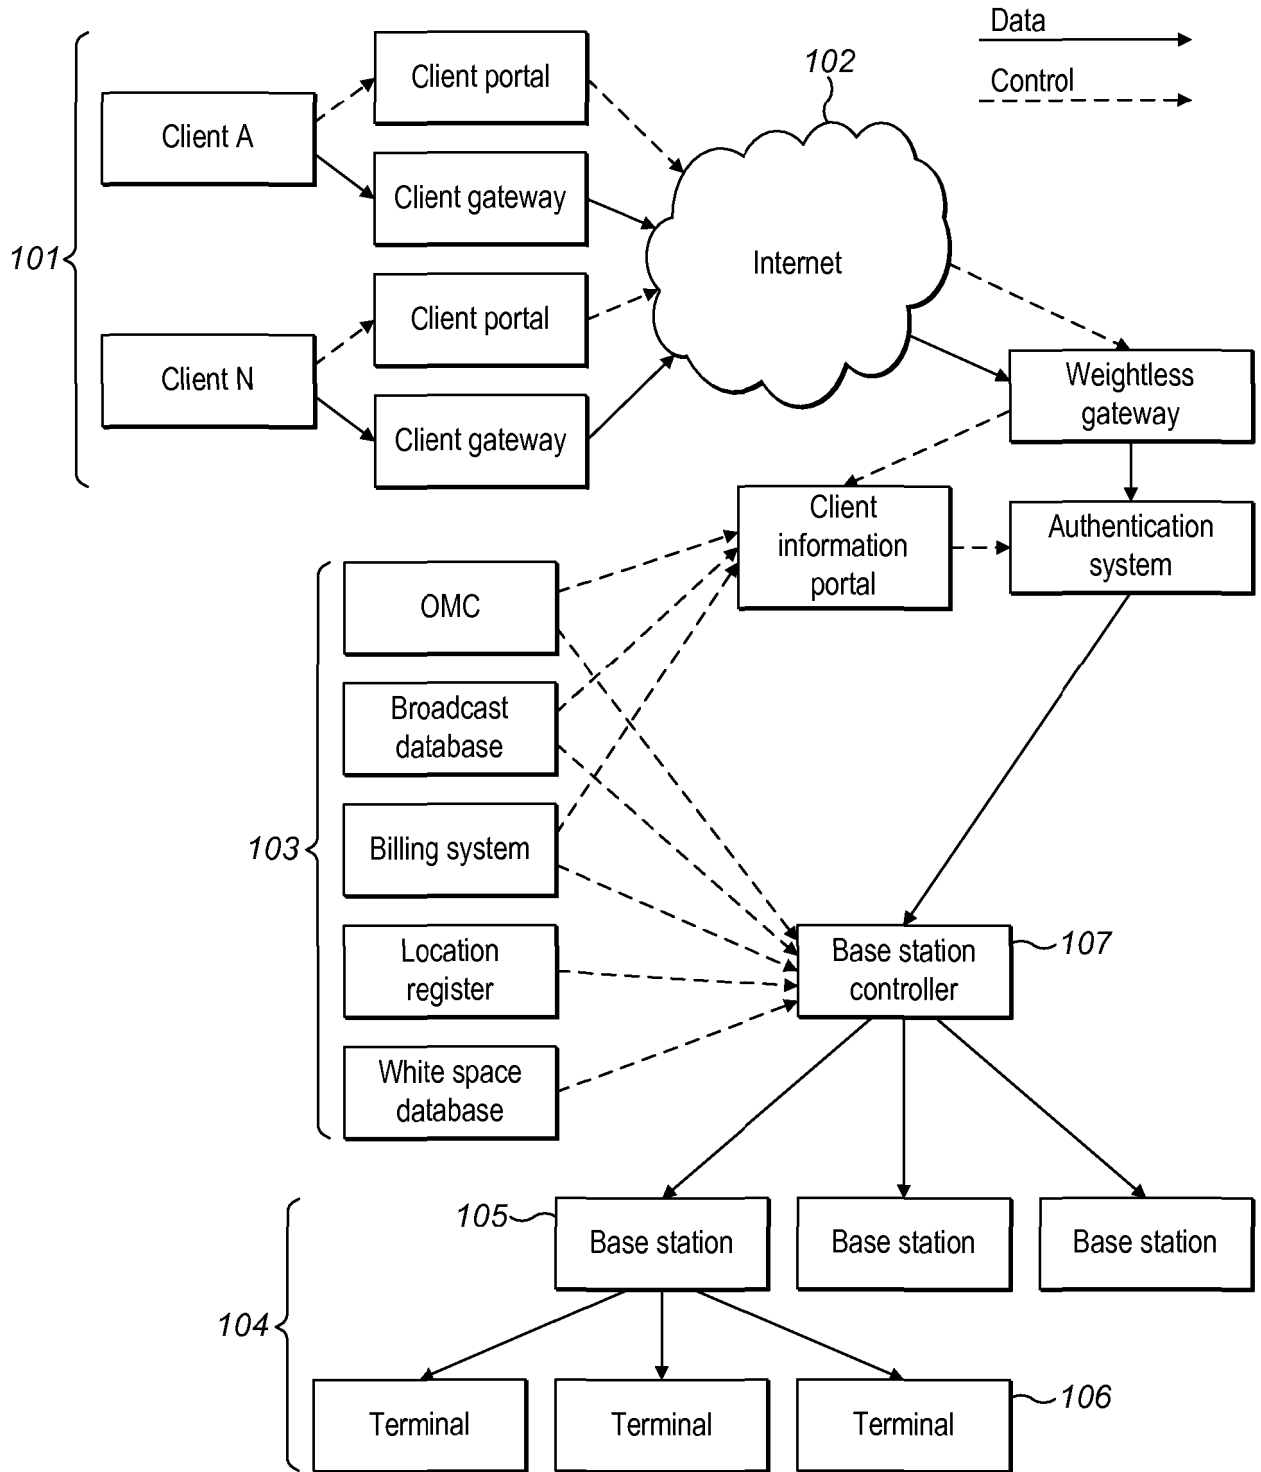 Data
Control
102
Client portal
Client A
Client gateway
101
Internet
Client portal
Client N
Client gateway
Weightless
gateway
Client
information
portal
Authentication
system
OMC
Broadcast
database
103
Billing system
Location
register
White space
database
Base station
controller
107
105
Base station
Base station
Base station
104
Terminal
Terminal
Terminal
106